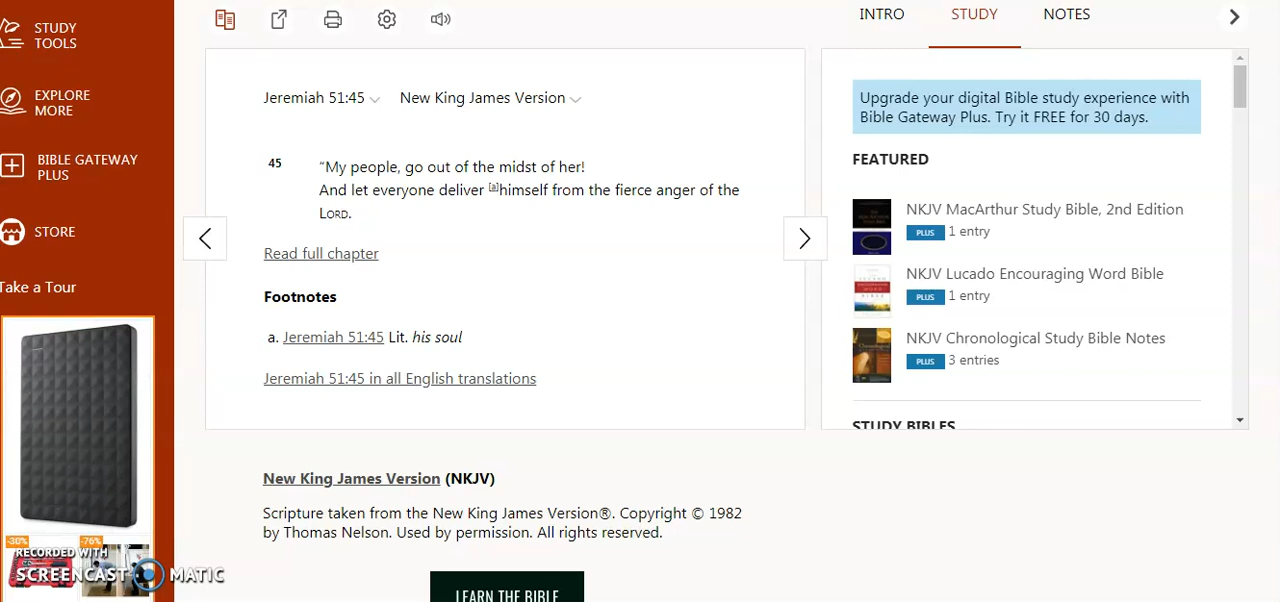 STUDY
TOOLS
EXPLORE
MORE
BIBLE GATEWAY
PLUS
STORE
Take a Tour
-30%
-76%
RECORDED WITH
SCREENCAST MATIC
Jeremiah 51:45
New King James Version
45 “My people, go out of the midst of her!
And let everyone deliver [a]himself from the fierce anger of the
LORD.
Read full chapter
Footnotes
a. Jeremiah 51:45 Lit. his soul
Jeremiah 51:45 in all English translations
New King James Version (NKJV)
Scripture taken from the New King James Version®. Copyright © 1982
by Thomas Nelson. Used by permission. All rights reserved.
LEARN THE BIBLE
INTRO
STUDY
NOTES
Upgrade your digital Bible study experience with
Bible Gateway Plus. Try it FREE for 30 days.
FEATURED
NKJV MacArthur Study Bible, 2nd Edition
PLUS 1 entry
NKJV Lucado Encouraging Word Bible
PLUS 1 entry
NKJV Chronological Study Bible Notes
PLUS 3 entries
STUDY BIBLES